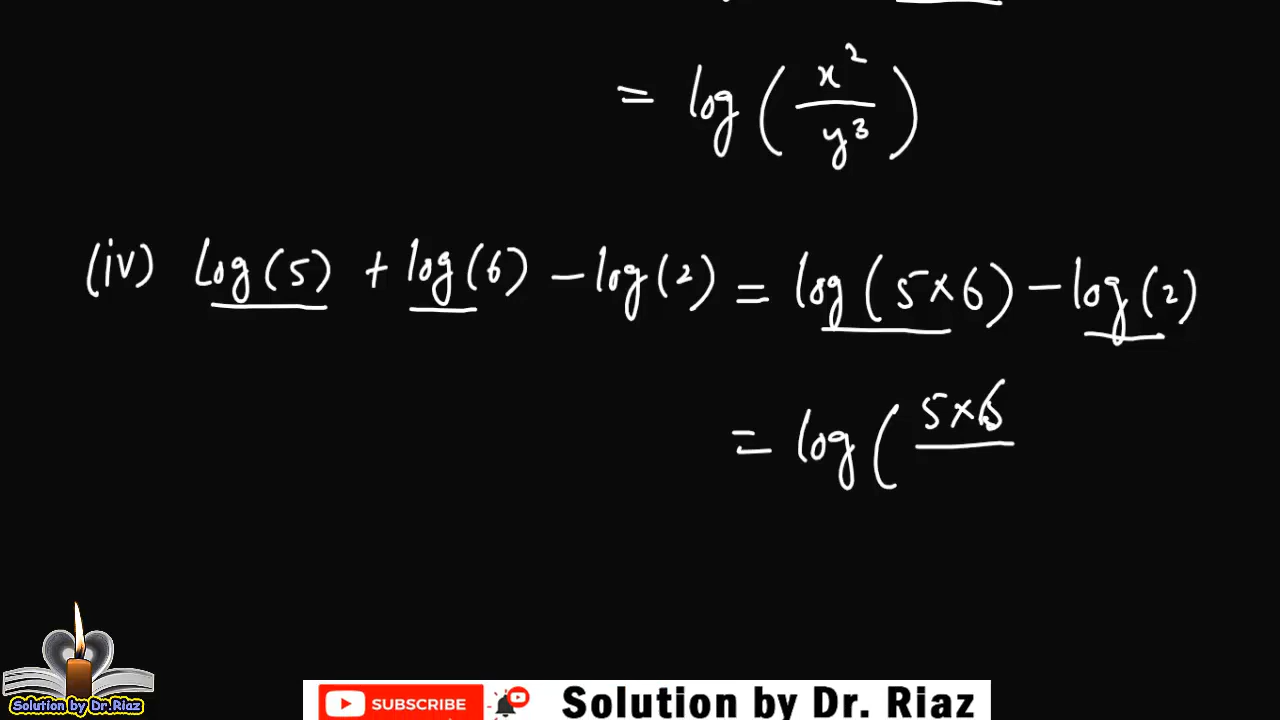 = log(x²/y³)
(iv) log(5) + log(6) - log(2) = log(5×6) - log(2)
= log(5×6
Solution by Dr.Riaz
SUBSCRIBE Solution by Dr. Riaz